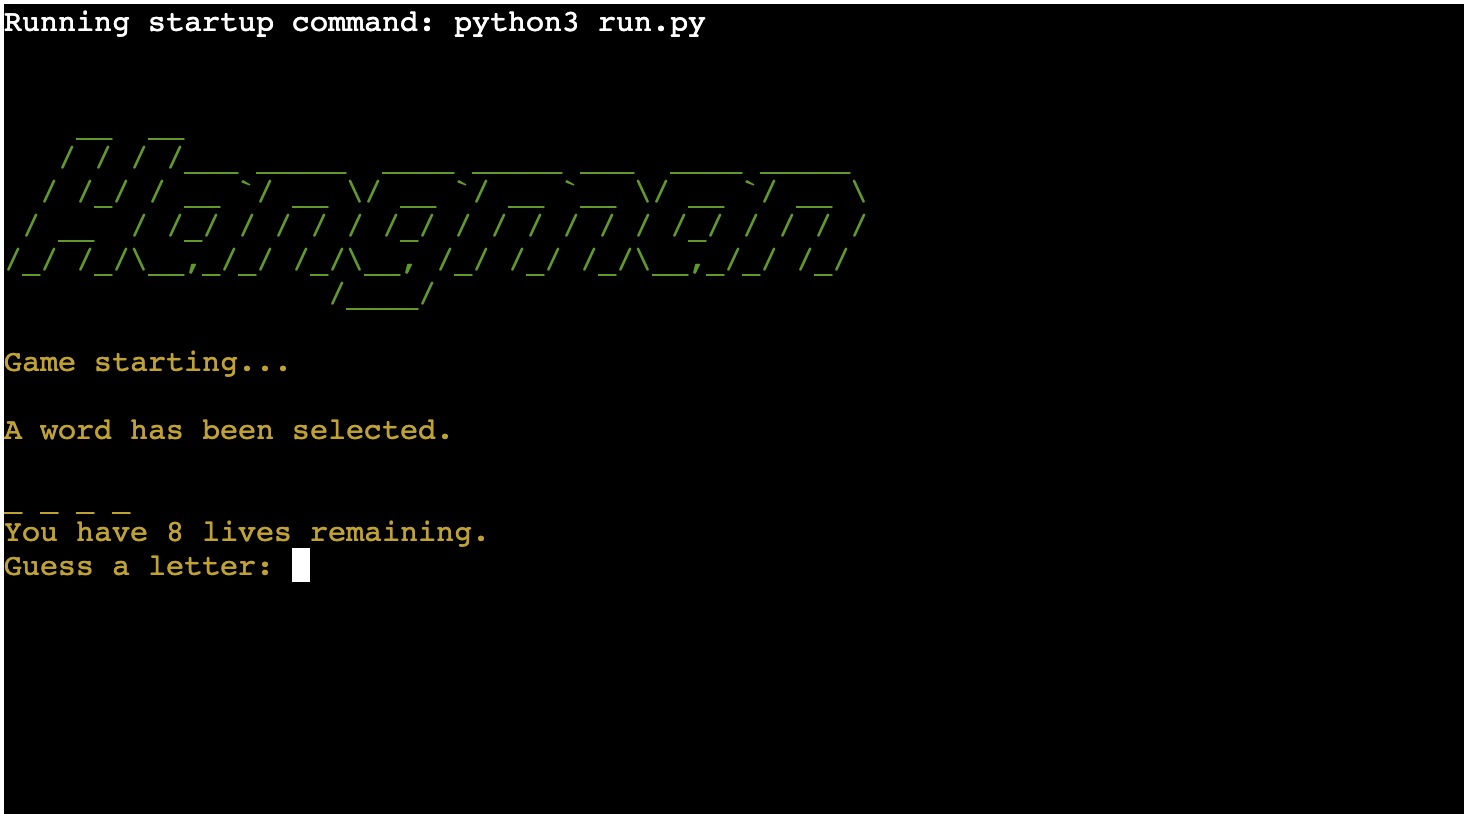 Running startup command: python3 run.py
Hangman
Game starting...
A word has been selected.
_ _ _ _
You have 8 lives remaining.
Guess a letter: